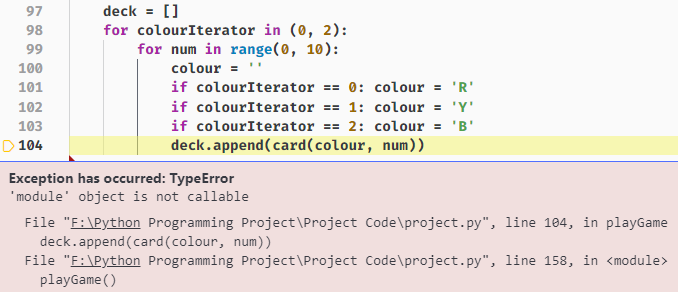 97 deck = []
98 for colourIterator in (0, 2):
99 for num in range(0, 10):
100 colour = ''
101 if colourIterator == 0: colour = 'R'
102 if colourIterator == 1: colour = 'Y'
103 if colourIterator == 2: colour = 'B'
104 deck.append(card(colour, num))
Exception has occurred: TypeError
'module' object is not callable
File "F:\Python Programming Project\Project Code\project.py", line 104, in playGame
deck.append(card(colour, num))
File "F:\Python Programming Project\Project Code\project.py", line 158, in <module>
playGame()